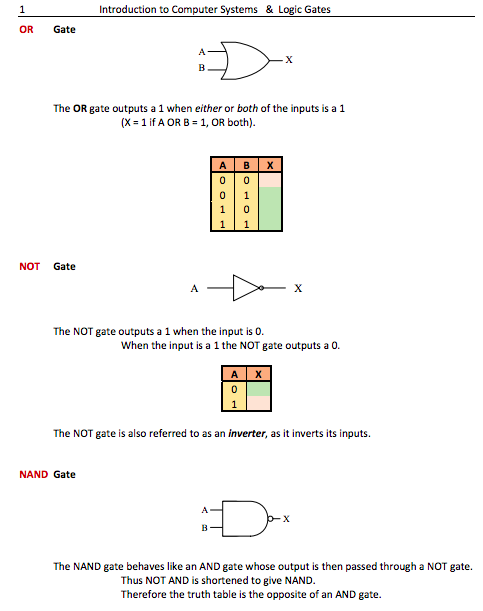 1 Introduction to Computer Systems & Logic Gates
OR Gate
A
B
X
The OR gate outputs a 1 when either or both of the inputs is a 1
(X = 1 if A OR B = 1, OR both).
A B X
0 0
0 1
1 0
1 1
NOT Gate
A X
The NOT gate outputs a 1 when the input is 0.
When the input is a 1 the NOT gate outputs a 0.
A X
0
1
The NOT gate is also referred to as an inverter, as it inverts its inputs.
NAND Gate
A
B
X
The NAND gate behaves like an AND gate whose output is then passed through a NOT gate.
Thus NOT AND is shortened to give NAND.
Therefore the truth table is the opposite of an AND gate.